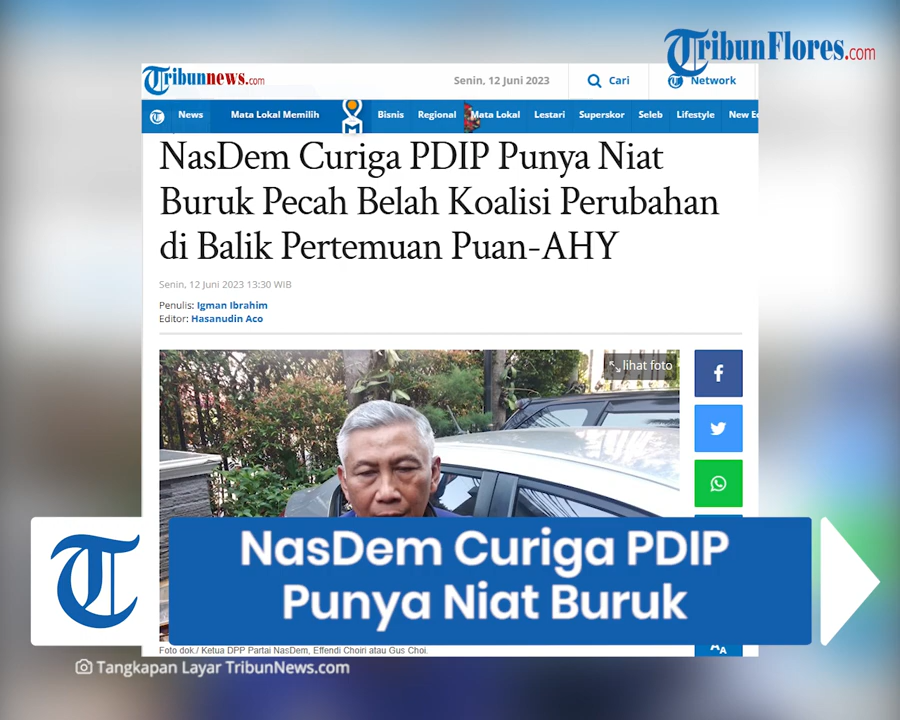 TribunFlores.com
Tribunnews.com
Senin, 12 Juni 2023
Cari
Network
News
Mata Lokal Memilih
Bisnis
Regional
Mata Lokal
Lestari
Superskor
Seleb
Lifestyle
New E
NasDem Curiga PDIP Punya Niat
Buruk Pecah Belah Koalisi Perubahan
di Balik Pertemuan Puan-AHY
Senin, 12 Juni 2023 13:30 WIB
Penulis: Igman Ibrahim
Editor: Hasanudin Aco
lihat foto
NasDem Curiga PDIP
Punya Niat Buruk
AA
Foto dok./ Ketua DPP Partai NasDem, Effendi Choiri atau Gus Choi.
Tangkapan Layar TribunNews.com